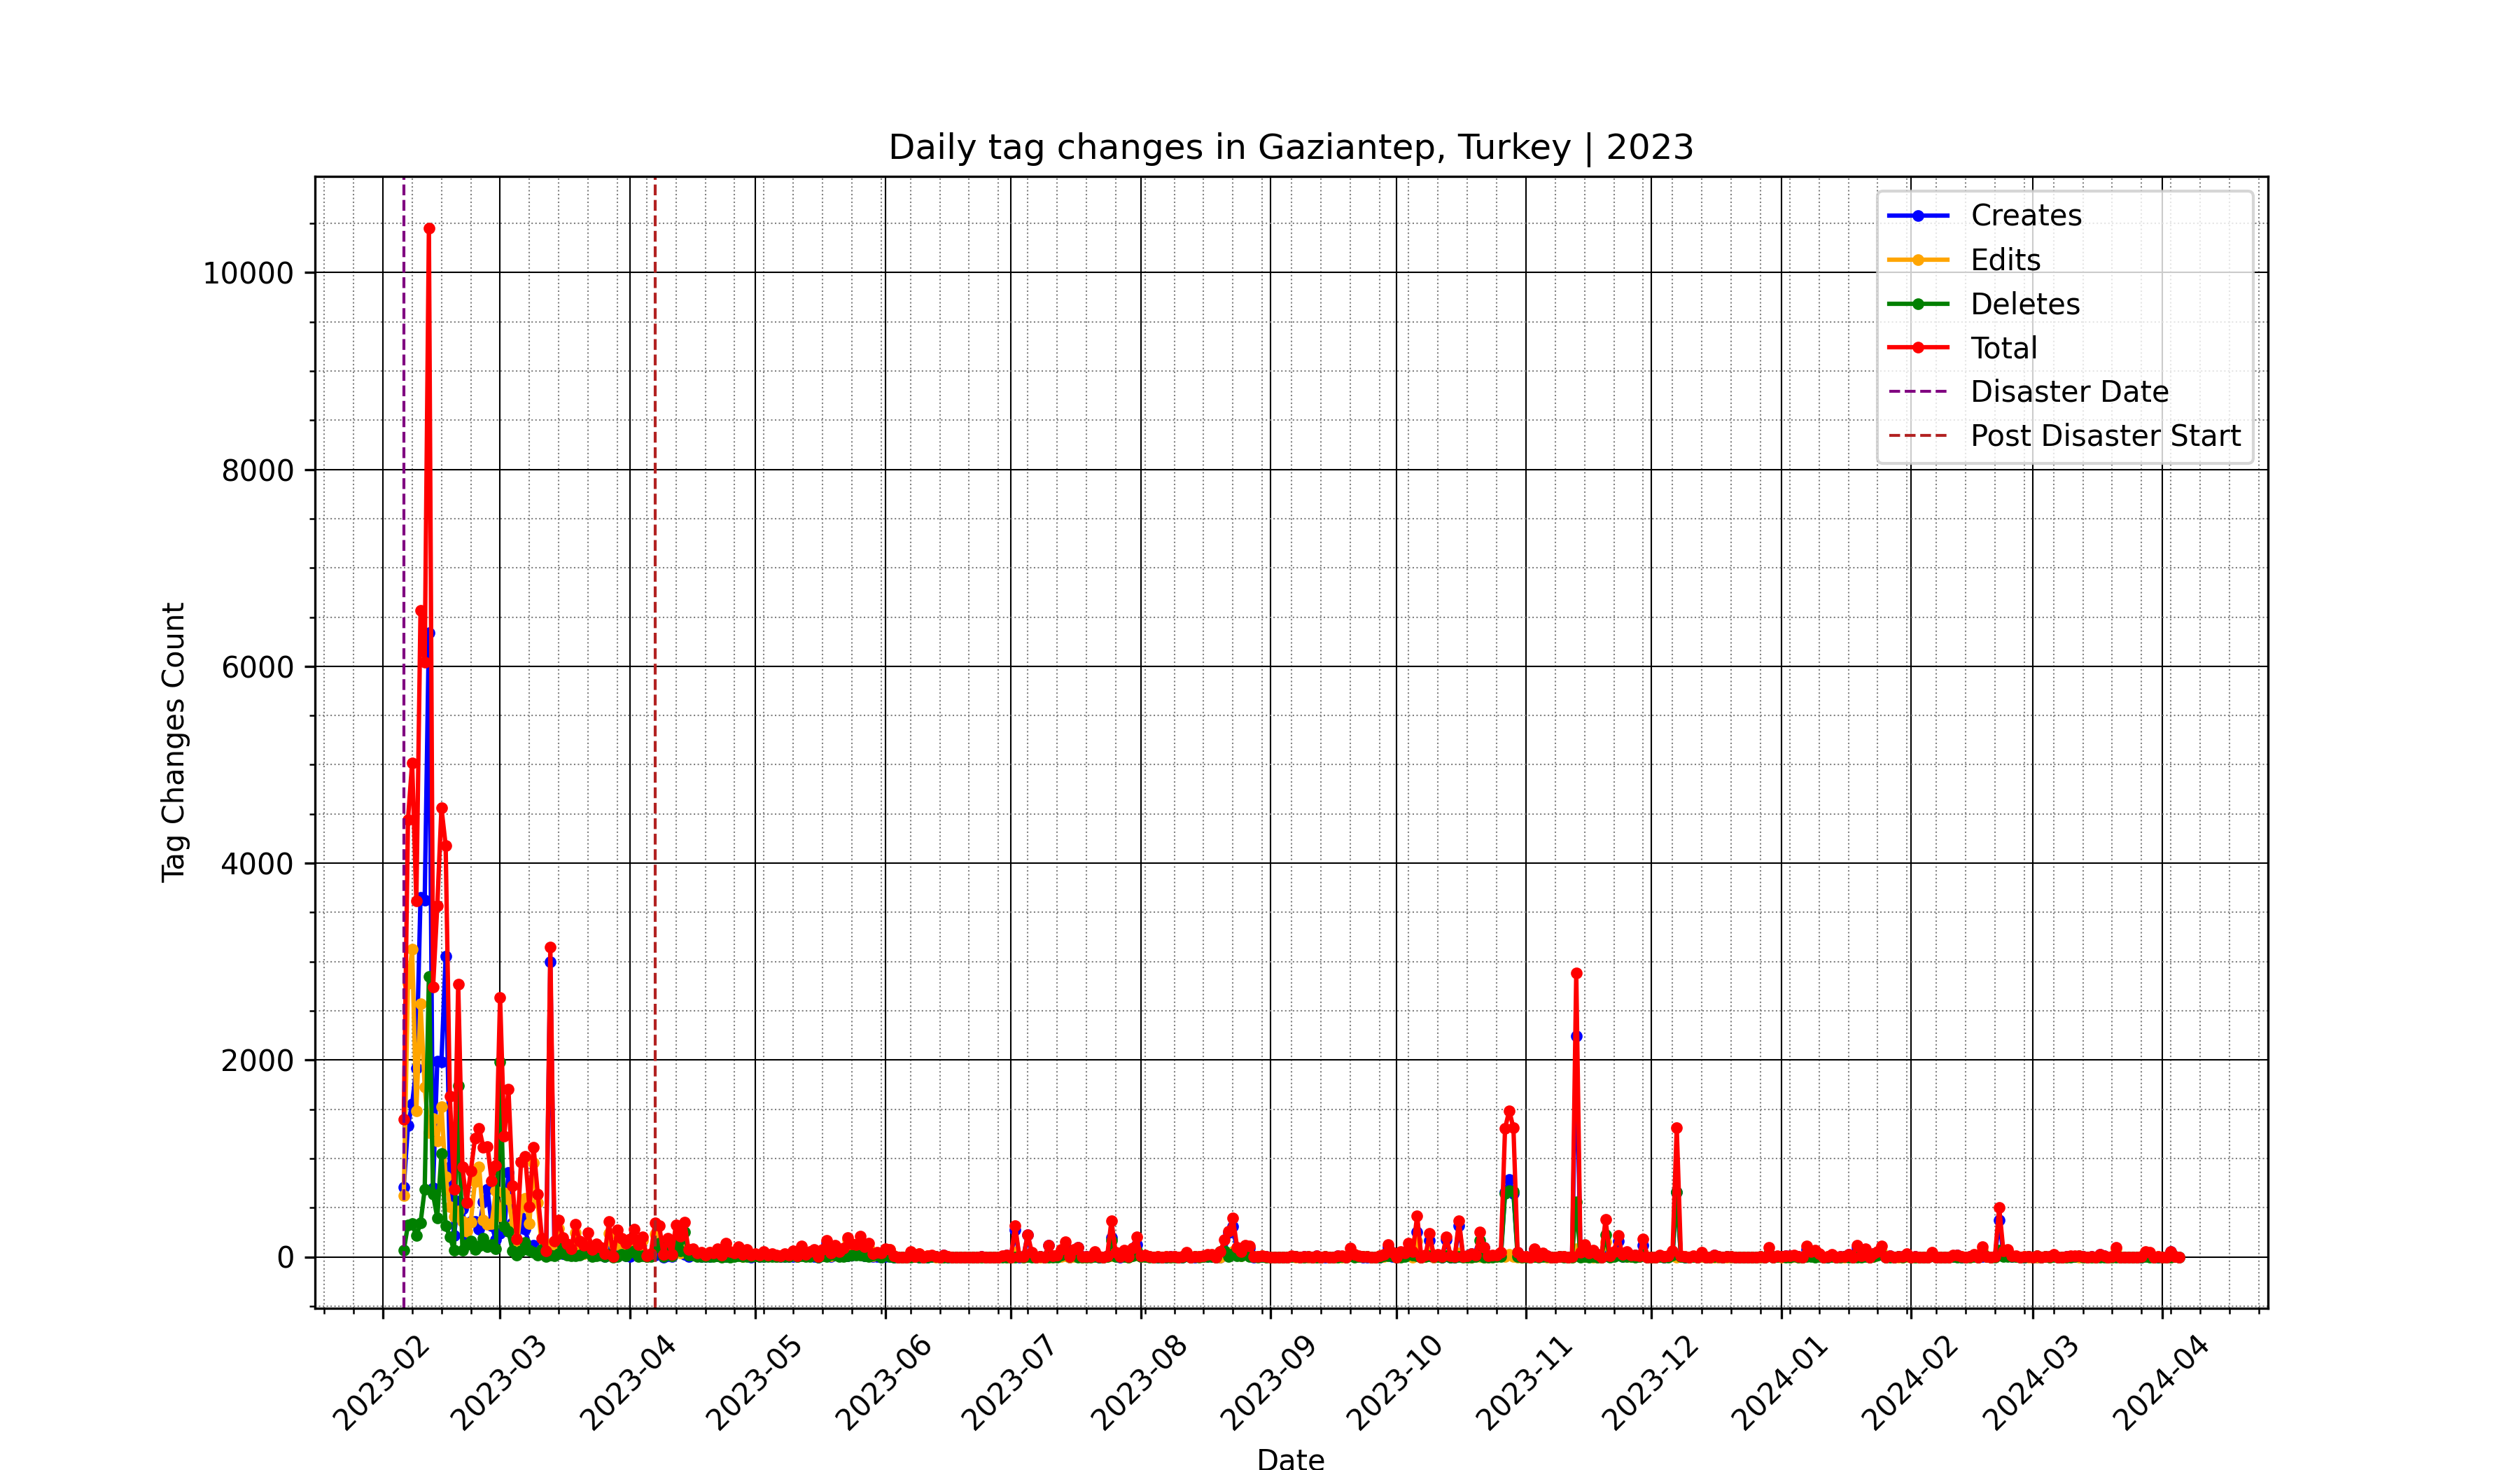 Daily tag changes in Gaziantep, Turkey | 2023
Creates
Edits
Deletes
Total
Disaster Date
Post Disaster Start
Tag Changes Count
10000
8000
6000
4000
2000
0
2023-02
2023-03
2023-04
2023-05
2023-06
2023-07
2023-08
2023-09
2023-10
2023-11
2023-12
2024-01
2024-02
2024-03
2024-04
Date